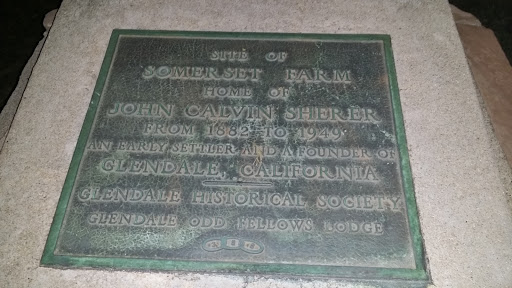 SITE OF
SOMERSET FARM
HOME OF
JOHN CALVIN SHERER
FROM 1882 TO 1949
AN EARLY SETTLER AND A FOUNDER OF
GLENDALE, CALIFORNIA
GLENDALE HISTORICAL SOCIETY
GLENDALE ODD FELLOWS LODGE